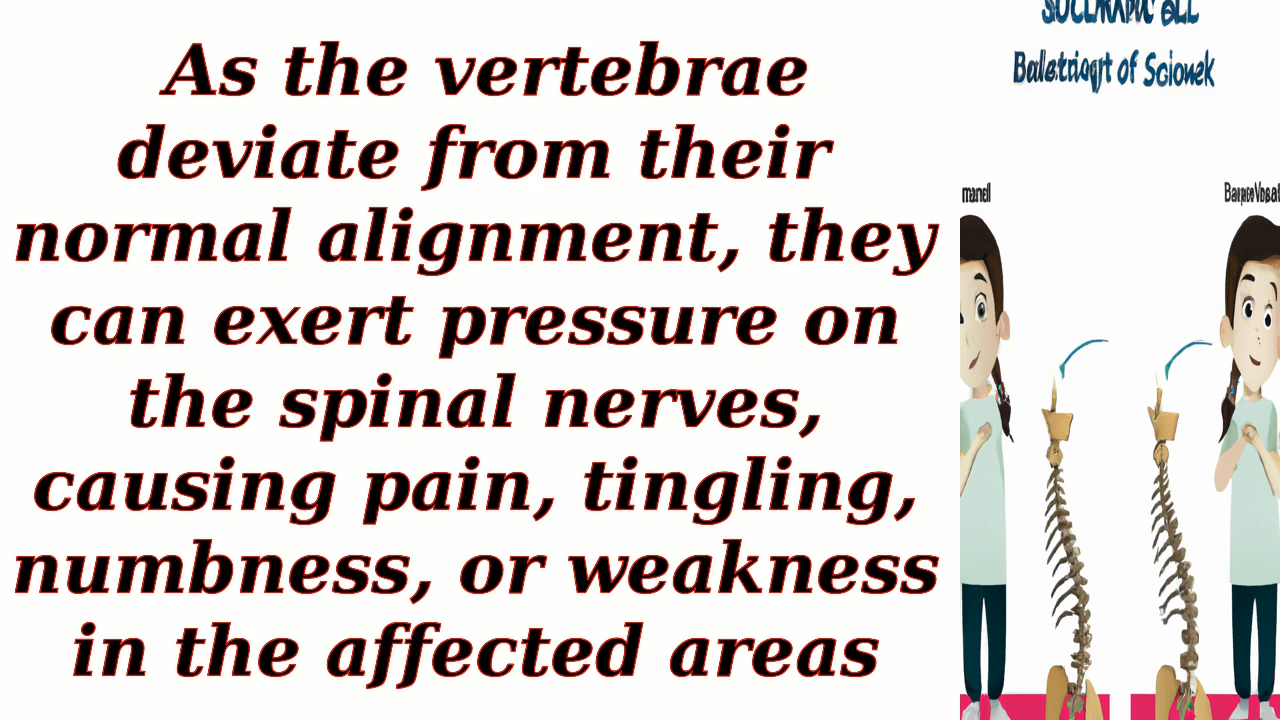 As the vertebrae
deviate from their
normal alignment, they
can exert pressure on
the spinal nerves,
causing pain, tingling,
numbness, or weakness
in the affected areas
of